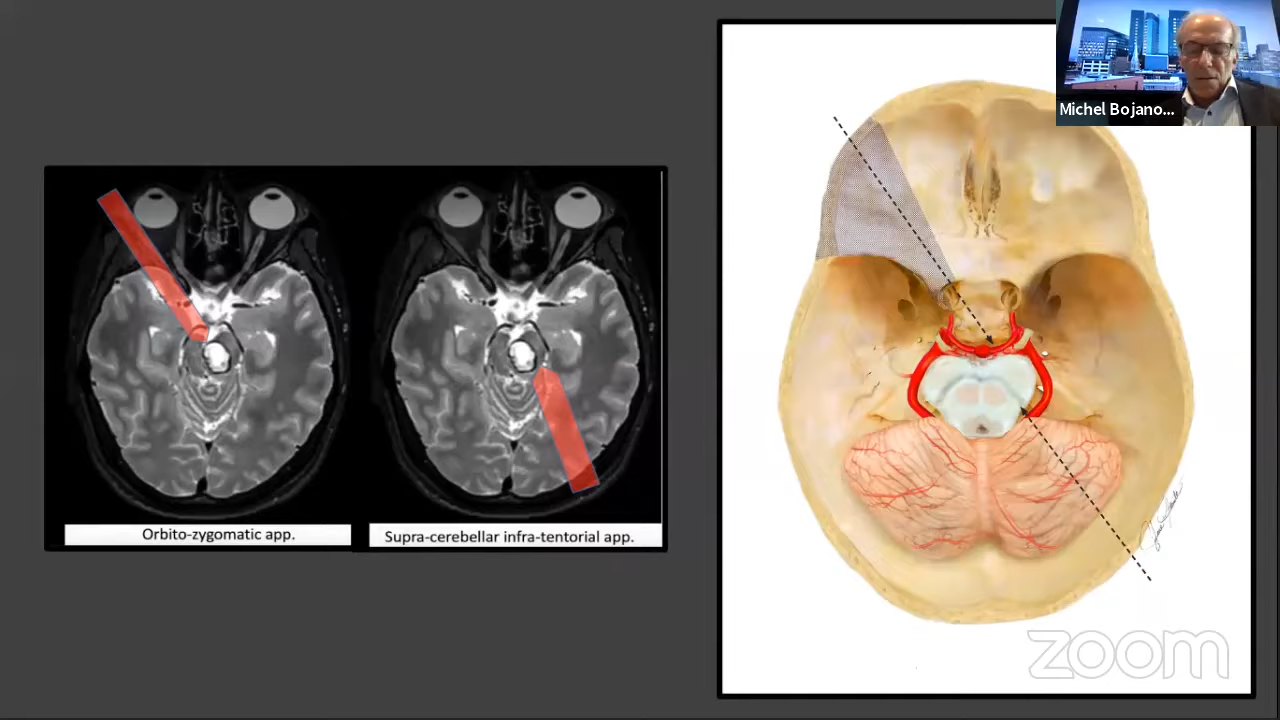 Michel Bojano...
Orbito-zygomatic app.
Supra-cerebellar infra-tentorial app.
zoom